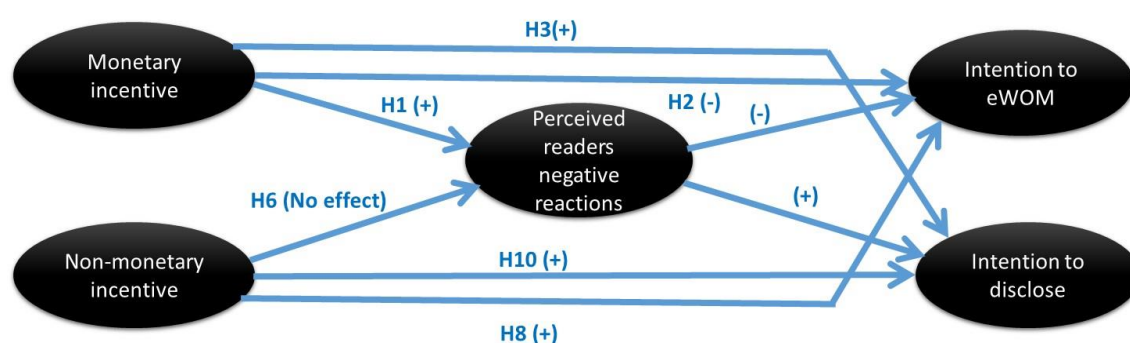 H3(+)
Monetary
incentive
Intention to
eWOM
H1 (+)
H2 (-)
(-)
Perceived
readers
negative
reactions
H6 (No effect)
(+)
Non-monetary
incentive
H10 (+)
Intention to
disclose
H8 (+)